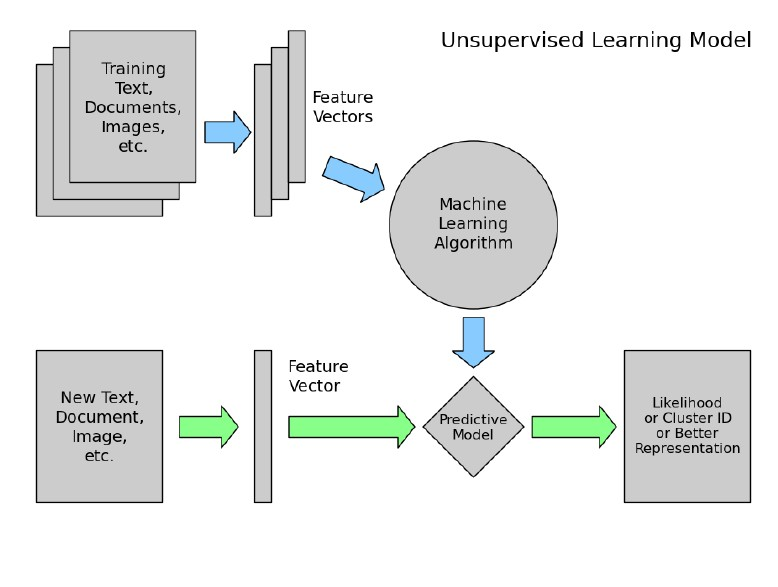 Unsupervised Learning Model
Training
Text,
Documents,
Images,
etc.
Feature
Vectors
Machine
Learning
Algorithm
New Text,
Document,
Image,
etc.
Feature
Vector
Predictive
Model
Likelihood
or Cluster ID
or Better
Representation